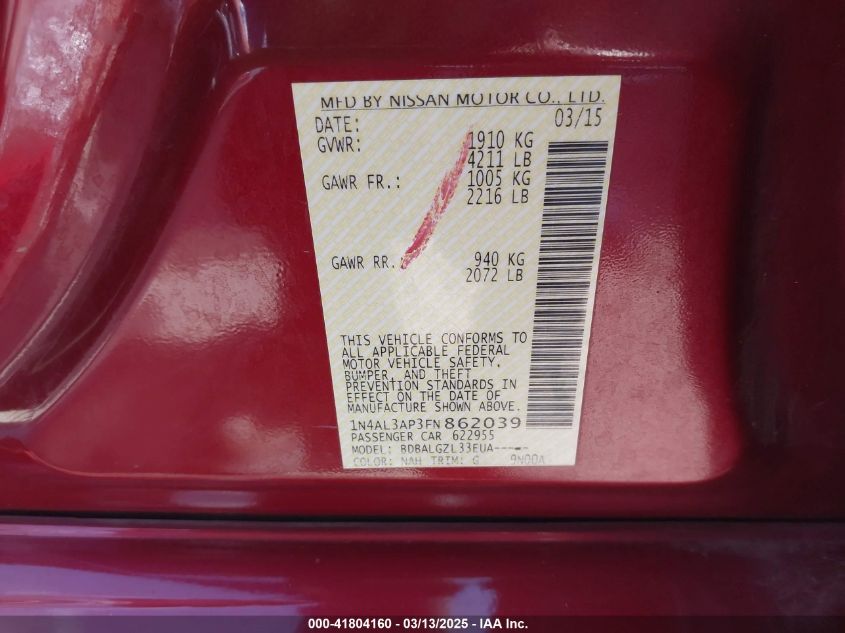 MFD BY NISSAN MOTOR CO., LTD.
DATE: 03/15
GVWR: 1910 KG
4211 LB
GAWR FR.: 1005 KG
2216 LB
GAWR RR.: 940 KG
2072 LB
THIS VEHICLE CONFORMS TO
ALL APPLICABLE FEDERAL
MOTOR VEHICLE SAFETY,
BUMPER, AND THEFT
PREVENTION STANDARDS IN
EFFECT ON THE DATE OF
MANUFACTURE SHOWN ABOVE.
1N4AL3AP3FN862039
PASSENGER CAR 622955
MODEL: BDBALGZL33EUA-----
COLOR: NAH TRIM: G 9N00A
000-41804160 - 03/13/2025 - IAA Inc.